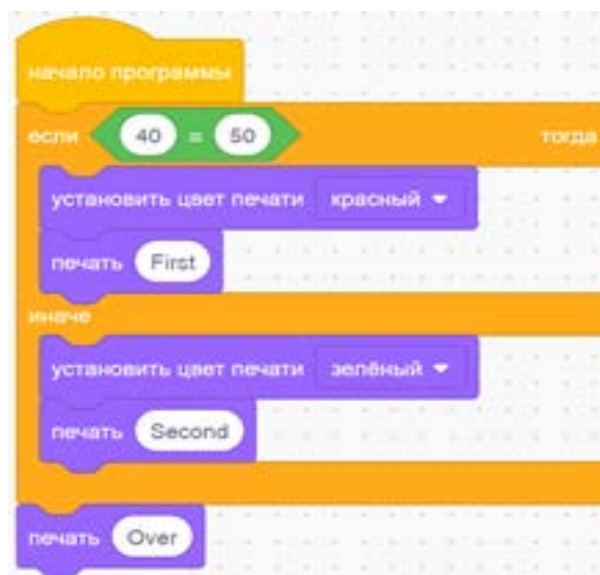 начало программы
если 40 = 50 тогда
установить цвет печати красный
печать First
иначе
установить цвет печати зелёный
печать Second
печать Over